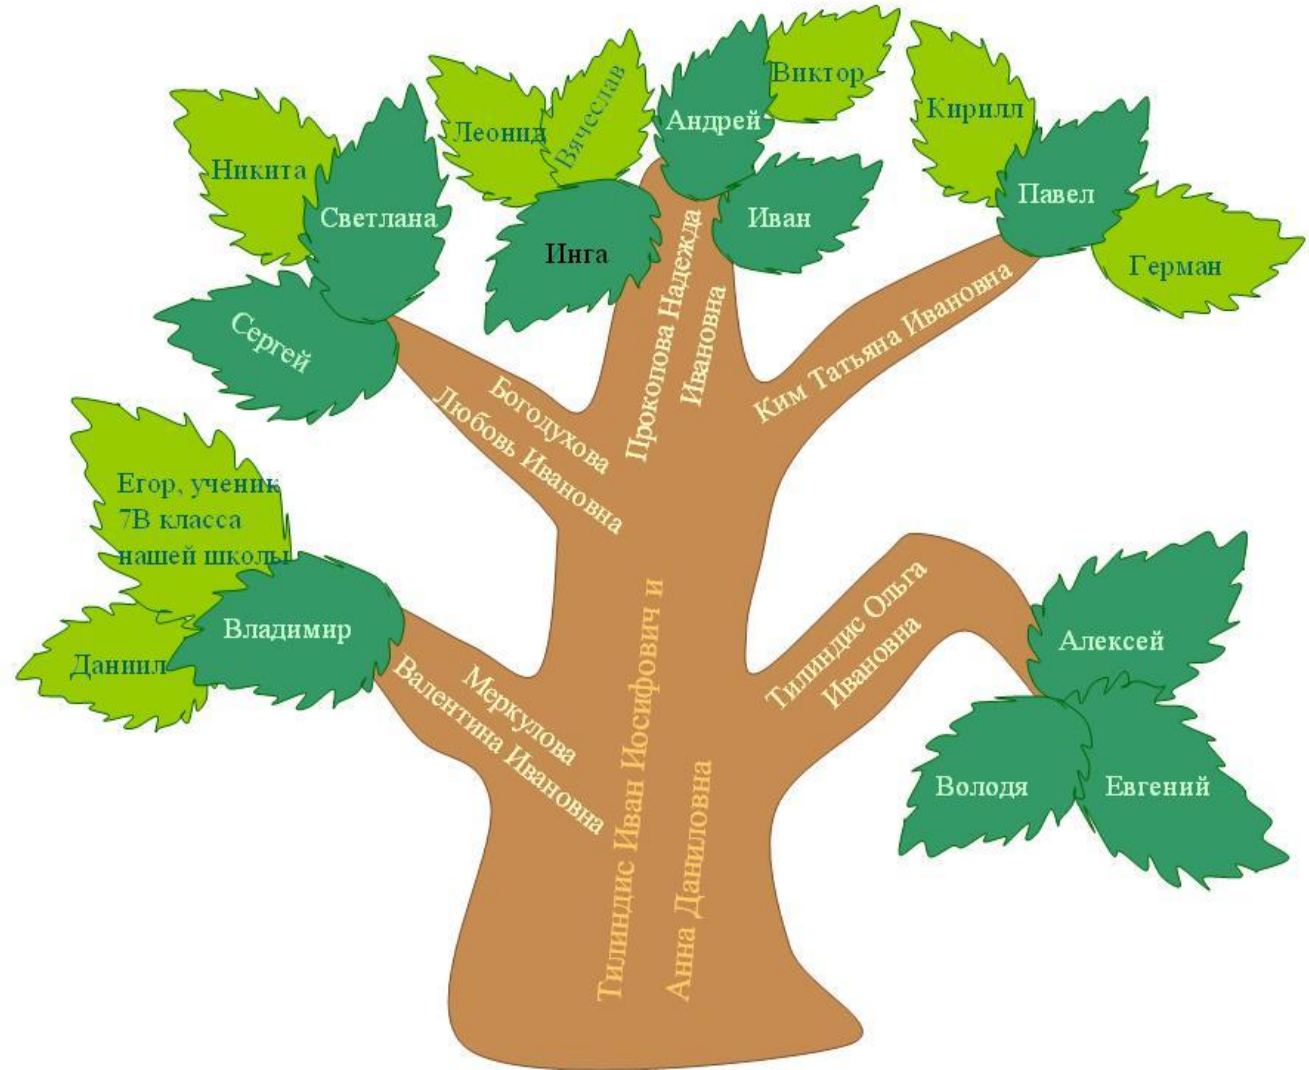 Виктор
Андрей
Кирилл
Леонид
Вячеслав
Никита
Павел
Светлана
Иван
Инга
Герман
Сергей
Прокопова Надежда
Ивановна
Ким Татьяна Ивановна
Богодухова
Любовь Ивановна
Егор, ученик
7В класса
нашей школы
Владимир
Даниил
Меркулова
Валентина Ивановна
Тилиндис Ольга
Ивановна
Алексей
Володя
Евгений
Тилиндис Иван Иосифович и
Анна Даниловна